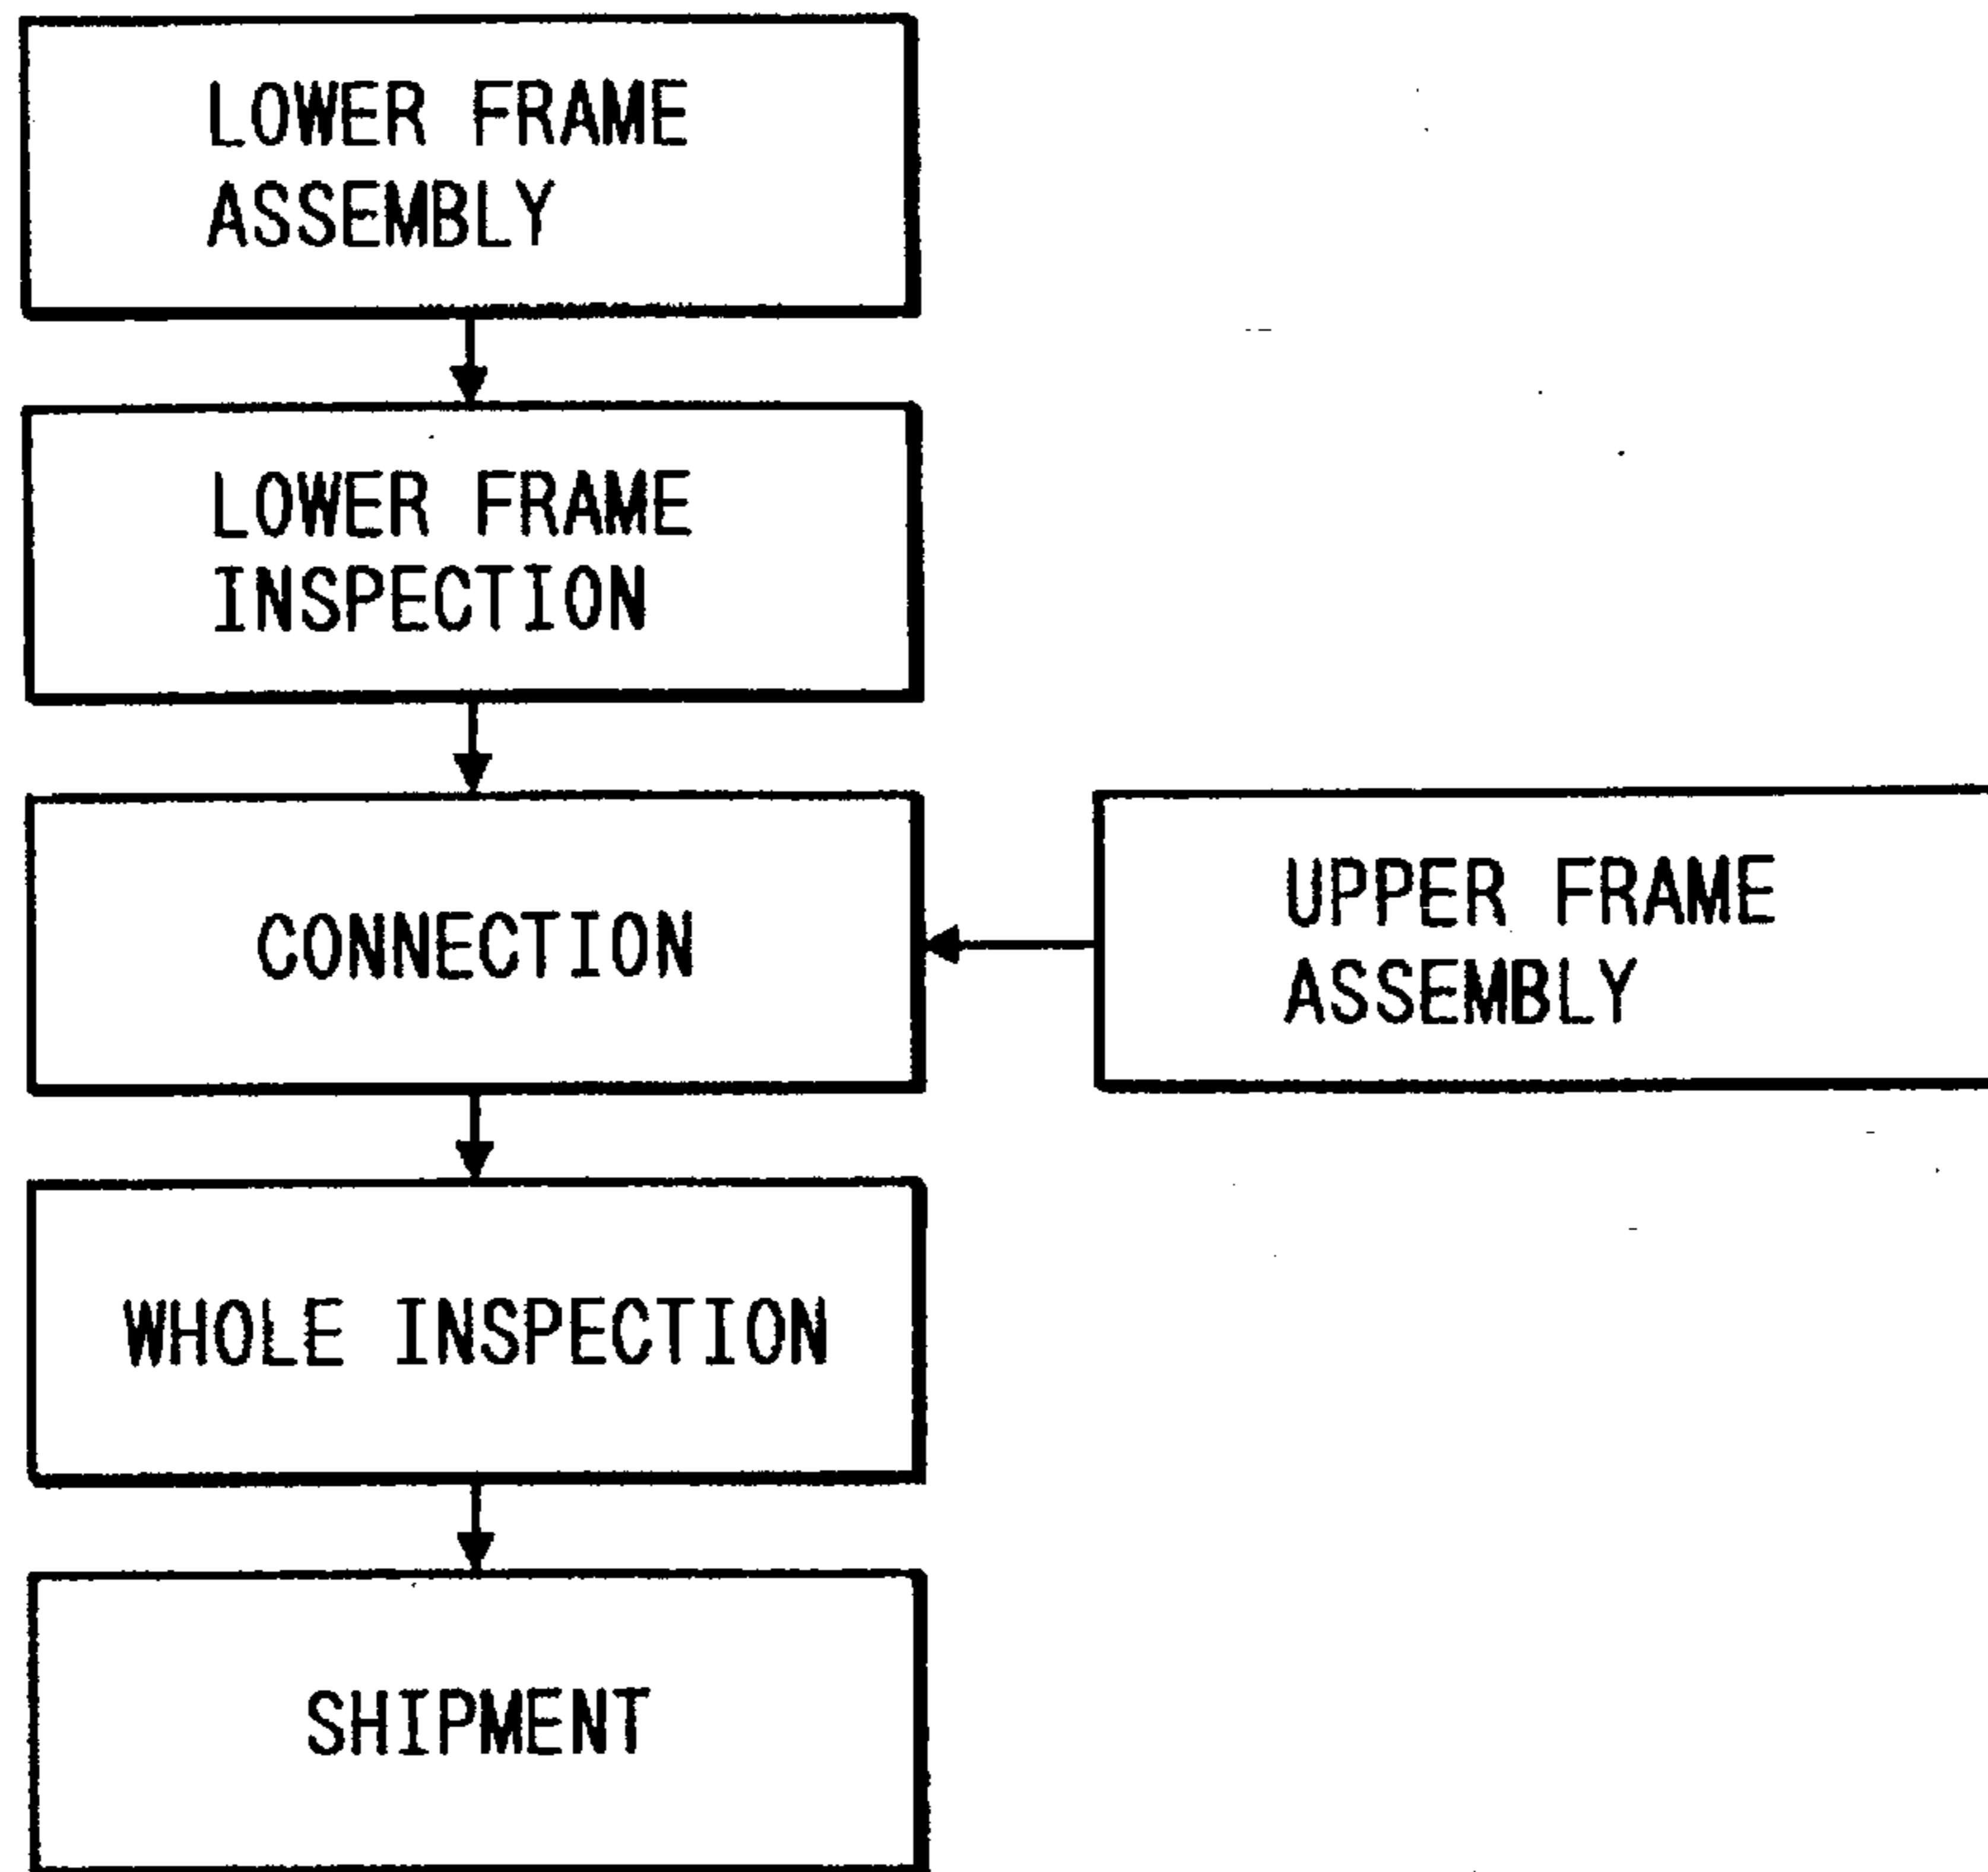 LOWER FRAME
ASSEMBLY
LOWER FRAME
INSPECTION
CONNECTION
UPPER FRAME
ASSEMBLY
WHOLE INSPECTION
SHIPMENT